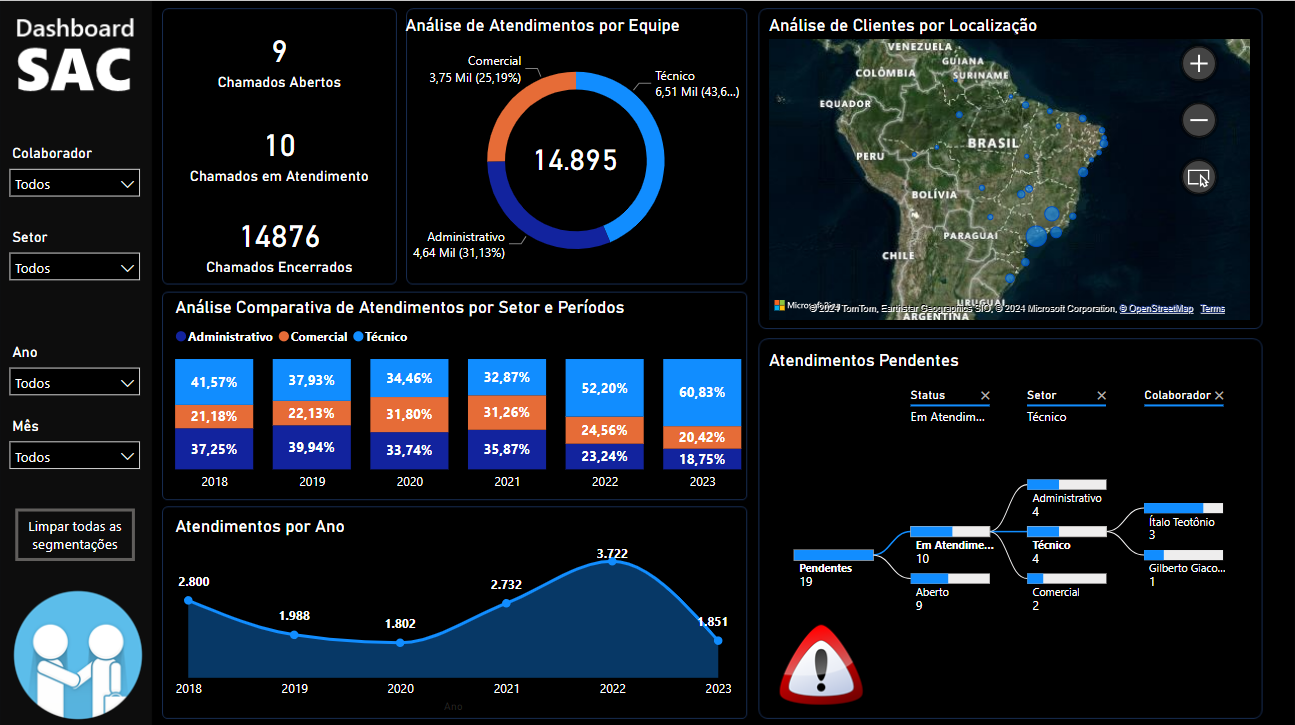 Dashboard
SAC
Colaborador
Todos
Setor
Todos
Ano
Todos
Mês
Todos
Limpar todas as
segmentações
9
Chamados Abertos
10
Chamados em Atendimento
14876
Chamados Encerrados
Análise de Atendimentos por Equipe
Comercial
3,75 Mil (25,19%)
Técnico
6,51 Mil (43,6...)
14.895
Administrativo
4,64 Mil (31,13%)
Análise Comparativa de Atendimentos por Setor e Períodos
Administrativo Comercial Técnico
41,57% 37,93% 34,46% 32,87% 52,20% 60,83%
21,18% 22,13% 31,80% 31,26% 24,56% 20,42%
37,25% 39,94% 33,74% 35,87% 23,24% 18,75%
2018 2019 2020 2021 2022 2023
Atendimentos por Ano
2.800 1.988 1.802 2.732 3.722 1.851
2018 2019 2020 2021 2022 2023
Ano
Análise de Clientes por Localização
VENEZUELA
GUIANA
COLÔMBIA
SURINAME
EQUADOR
BRASIL
PERU
BOLÍVIA
PARAGUAI
CHILE
URUGUAI
ARGENTINA
© 2024 TomTom, Earthstar Geographics SIO, © 2024 Microsoft Corporation, © OpenStreetMap Terms
Atendimentos Pendentes
Status Setor Colaborador
Em Atendim... Técnico
Pendentes
19
Em Atendime...
10
Aberto
9
Administrativo
4
Técnico
4
Comercial
2
Ítalo Teotônio
3
Gilberto Giaco...
1